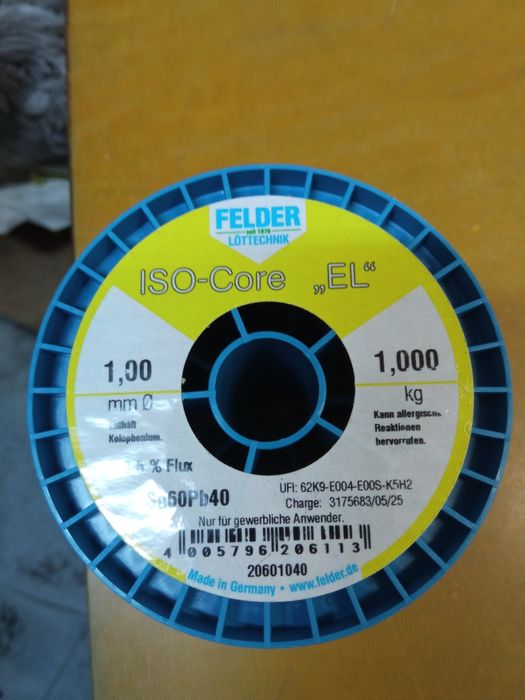 FELDER
seit 1979
LÖTTECHNIK
ISO-Core „EL“
1,00
mm Ø
Enthält
Kolophonium.
1,000
kg
Kann allergische
Reaktionen
hervorrufen.
% Flux
Sn60Pb40
UFI: 62K9-E004-E00S-K5H2
Charge: 3175683/05/25
Nur für gewerbliche Anwender.
4 005796 206113
20601040
Made in Germany • www.felder.de